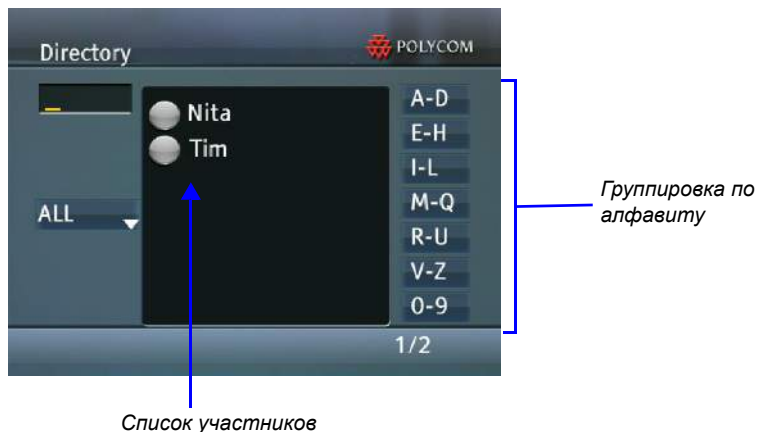 Directory
POLYCOM
_
Nita
Tim
ALL
A-D
E-H
I-L
M-Q
R-U
V-Z
0-9
1/2
Группировка по
алфавиту
Список участников